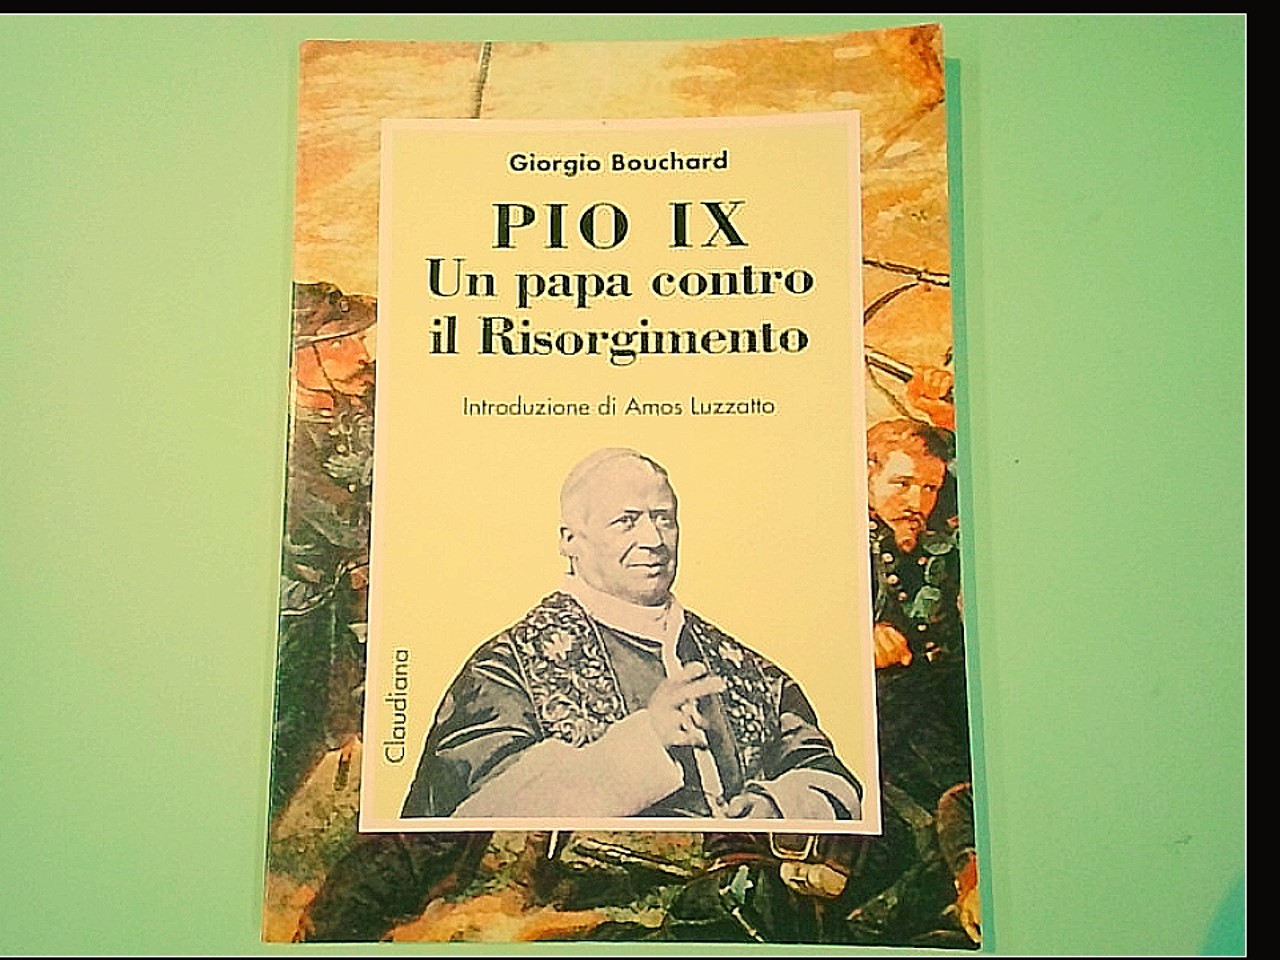 Giorgio Bouchard
PIO IX
Un papa contro
il Risorgimento
Introduzione di Amos Luzzatto
Claudiana